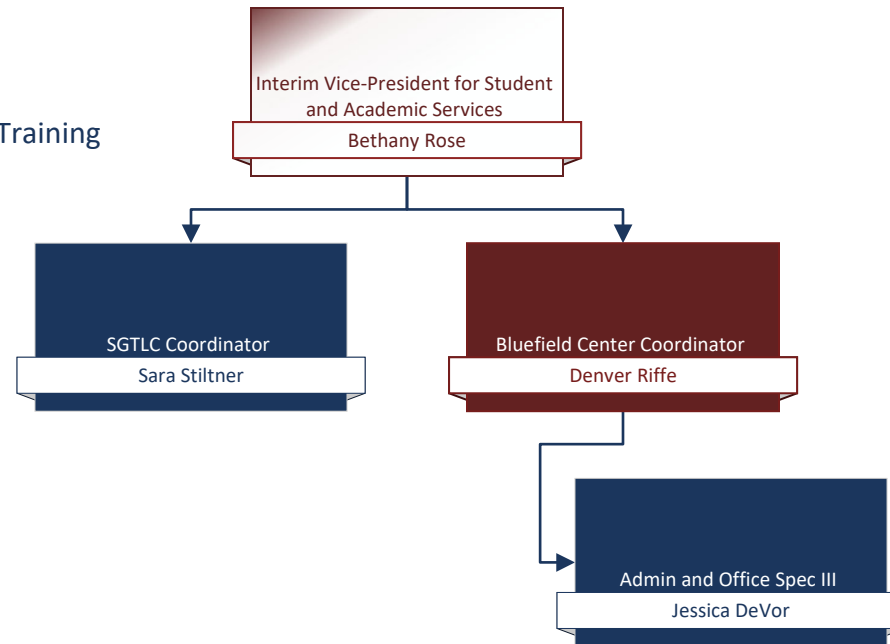 Interim Vice-President for Student
and Academic Services
Training
Bethany Rose
SGTLC Coordinator
Sara Stiltner
Bluefield Center Coordinator
Denver Riffe
Admin and Office Spec III
Jessica DeVor